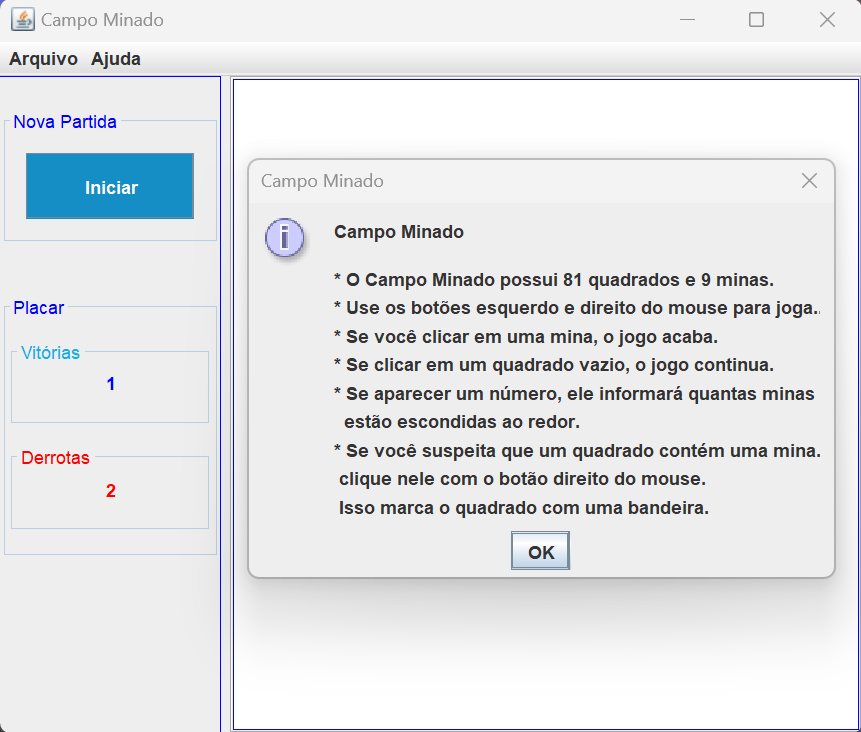 Campo Minado
Arquivo Ajuda
Nova Partida
Iniciar
Placar
Vitórias
1
Derrotas
2
Campo Minado
Campo Minado
* O Campo Minado possui 81 quadrados e 9 minas.
* Use os botões esquerdo e direito do mouse para joga..
* Se você clicar em uma mina, o jogo acaba.
* Se clicar em um quadrado vazio, o jogo continua.
* Se aparecer um número, ele informará quantas minas
estão escondidas ao redor.
* Se você suspeita que um quadrado contém uma mina.
clique nele com o botão direito do mouse.
Isso marca o quadrado com uma bandeira.
OK